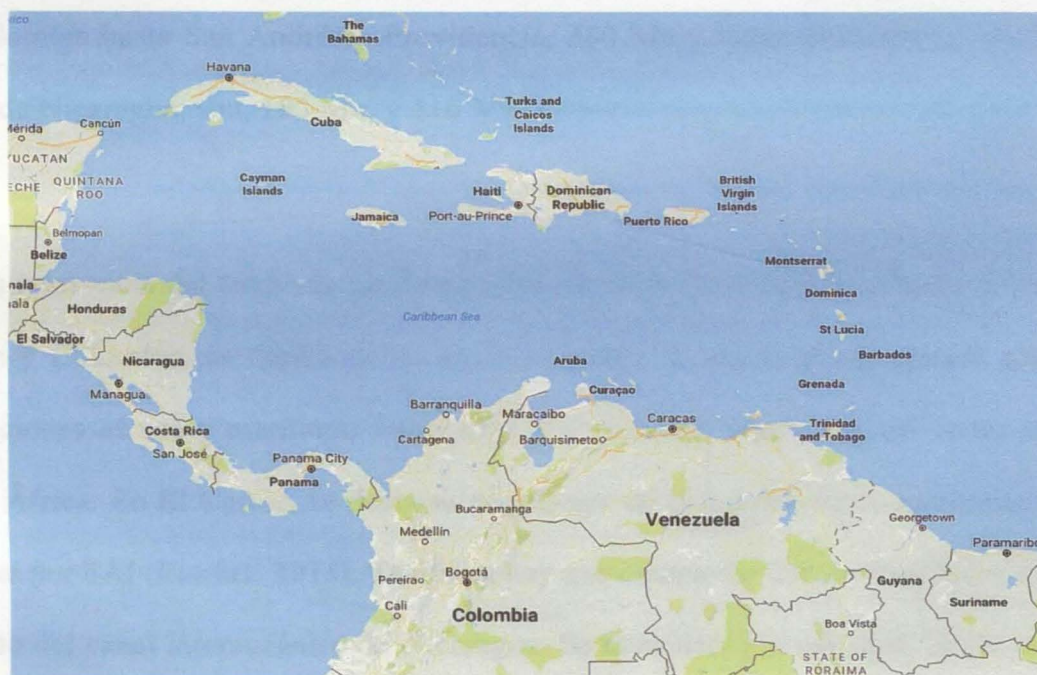 The
Bahamas
Havana
Turks and
Caicos
Islands
Cuba
Mérida
Cancún
YUCATAN
QUINTANA
ROO
Cayman
Islands
Haiti
Dominican
Republic
British
Virgin
Islands
Jamaica
Port-au-Prince
Puerto Rico
Belmopan
Belize
Montserrat
Dominica
Honduras
Caribbean Sea
St Lucia
El Salvador
Nicaragua
Aruba
Barbados
Managua
Curaçao
Grenada
Barranquilla
Maracaibo
Caracas
Trinidad
and Tobago
Costa Rica
Cartagena
Barquisimeto
San José
Panama City
Panama
Bucaramanga
Venezuela
Georgetown
Medellín
Paramaribo
Pereira
Bogotá
Guyana
Cali
Colombia
Suriname
Boa Vista
STATE OF
RORAIMA